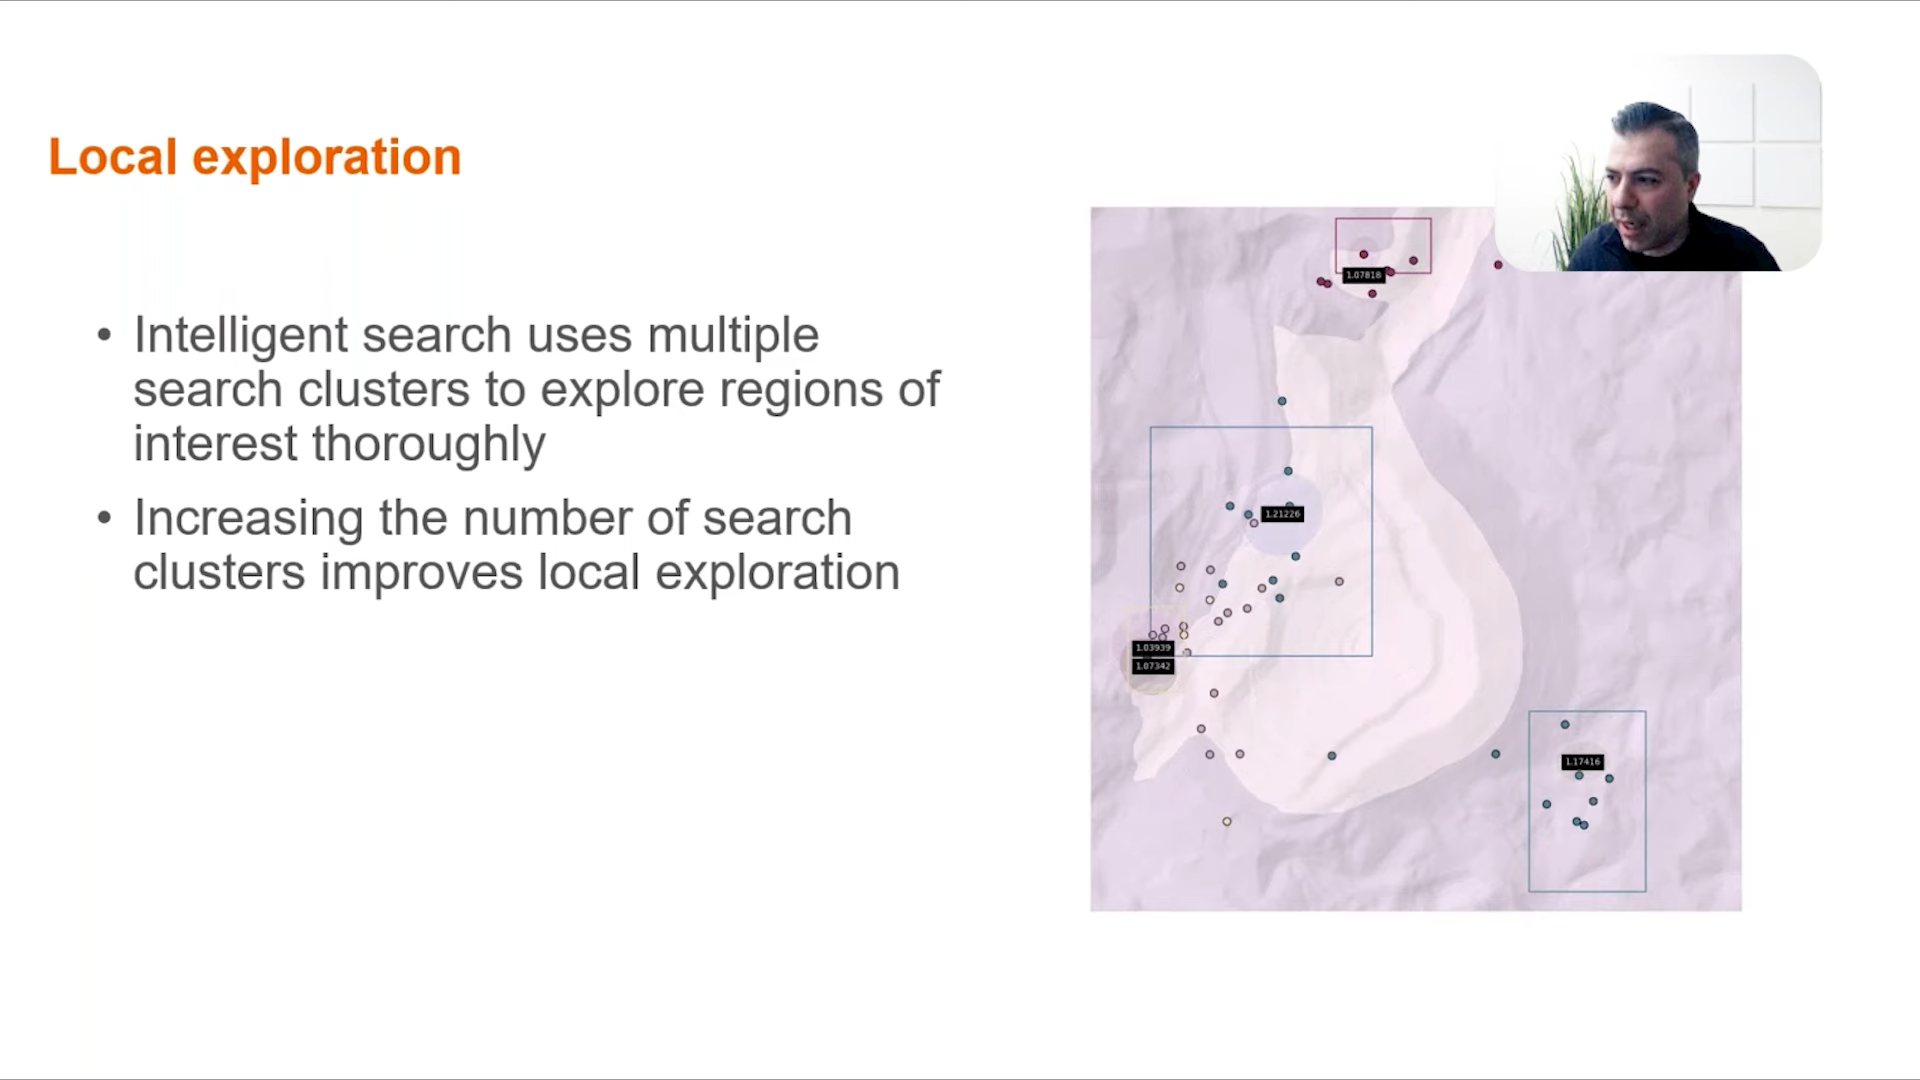 Local exploration
• Intelligent search uses multiple
search clusters to explore regions of
interest thoroughly
• Increasing the number of search
clusters improves local exploration
1.07818
1.21226
1.03939
1.07342
1.17416